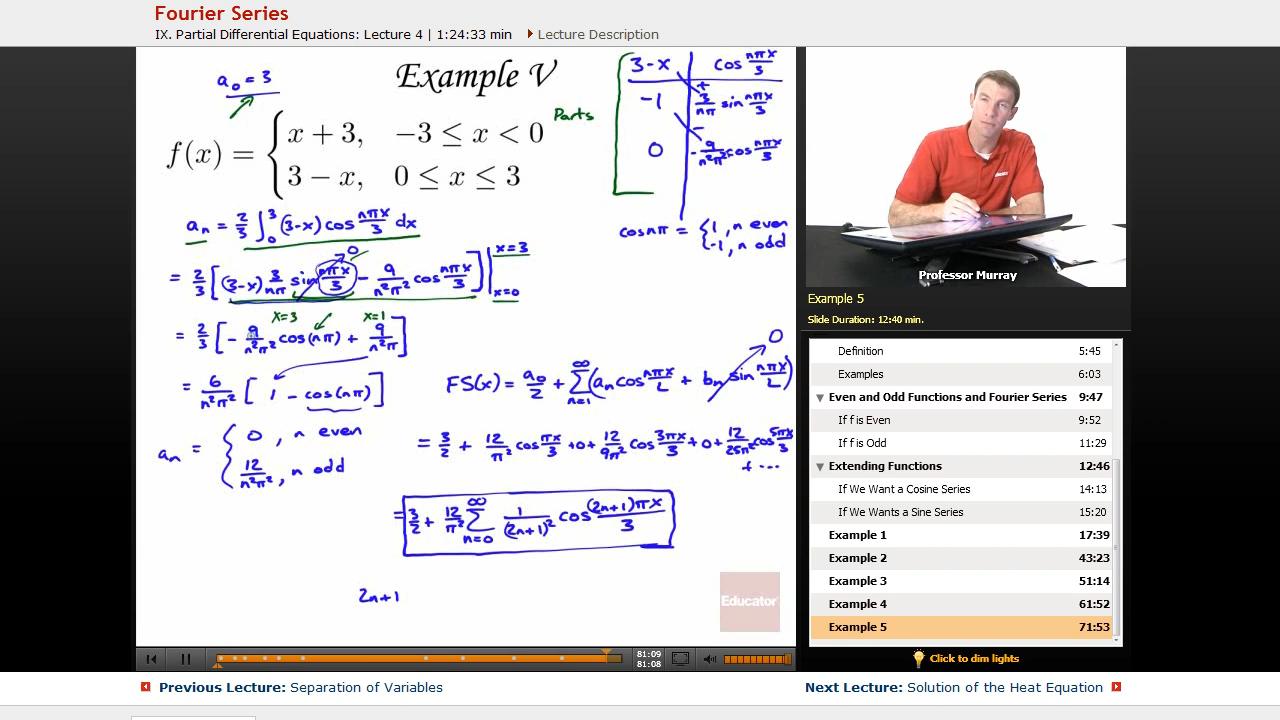 Fourier Series
IX. Partial Differential Equations: Lecture 4 | 1:24:33 min Lecture Description
Example V
a₀ = 3
f(x) = { x + 3, −3 ≤ x < 0
3 − x, 0 ≤ x ≤ 3
Parts
3-x cos nπx/3
+
-1 3/nπ sin nπx/3
−
0 -9/n²π² cos nπx/3
cos nπ = { 1, n even
-1, n odd
aₙ = 2/3 ∫₀³ (3-x) cos nπx/3 dx
= 2/3 [(3-x) 3/nπ sin nπx/3 − 9/n²π² cos nπx/3] | x=3
x=0
0
x=3 x=1
= 2/3 [− 9/n²π² cos(nπ) + 9/n²π²]
= 6/n²π² [1 − cos(nπ)]
aₙ = { 0, n even
12/n²π², n odd
0
FS(x) = a₀/2 + ∑ₙ₌₁^∞ (aₙ cos nπx/L + bₙ sin nπx/L)
= 3/2 + 12/π² cos πx/3 + 0 + 12/9π² cos 3πx/3 + 0 + 12/25π² cos 5πx/3
+ ...
= 3/2 + 12/π² ∑ₙ₌₀^∞ 1/(2n+1)² cos (2n+1)πx/3
2n+1
Educator
81:09
81:08
Professor Murray
Example 5
Slide Duration: 12:40 min.
Definition 5:45
Examples 6:03
Even and Odd Functions and Fourier Series 9:47
If f is Even 9:52
If f is Odd 11:29
Extending Functions 12:46
If We Want a Cosine Series 14:13
If We Wants a Sine Series 15:20
Example 1 17:39
Example 2 43:23
Example 3 51:14
Example 4 61:52
Example 5 71:53
Click to dim lights
Previous Lecture: Separation of Variables
Next Lecture: Solution of the Heat Equation